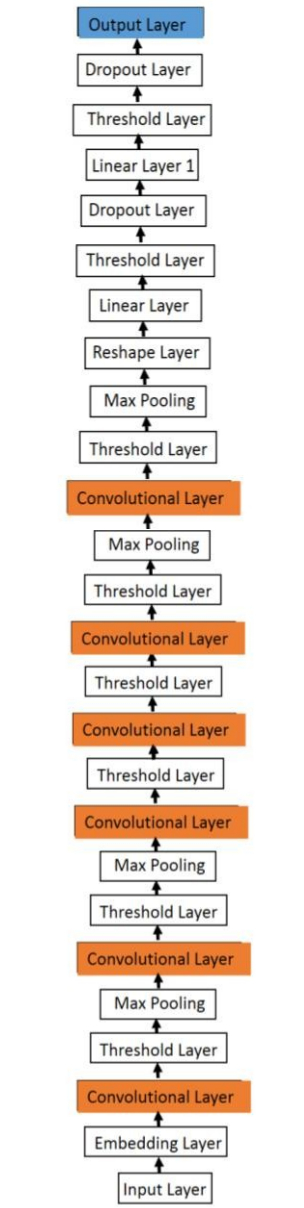 Output Layer
Dropout Layer
Threshold Layer
Linear Layer 1
Dropout Layer
Threshold Layer
Linear Layer
Reshape Layer
Max Pooling
Threshold Layer
Convolutional Layer
Max Pooling
Threshold Layer
Convolutional Layer
Threshold Layer
Convolutional Layer
Threshold Layer
Convolutional Layer
Max Pooling
Threshold Layer
Convolutional Layer
Max Pooling
Threshold Layer
Convolutional Layer
Embedding Layer
Input Layer